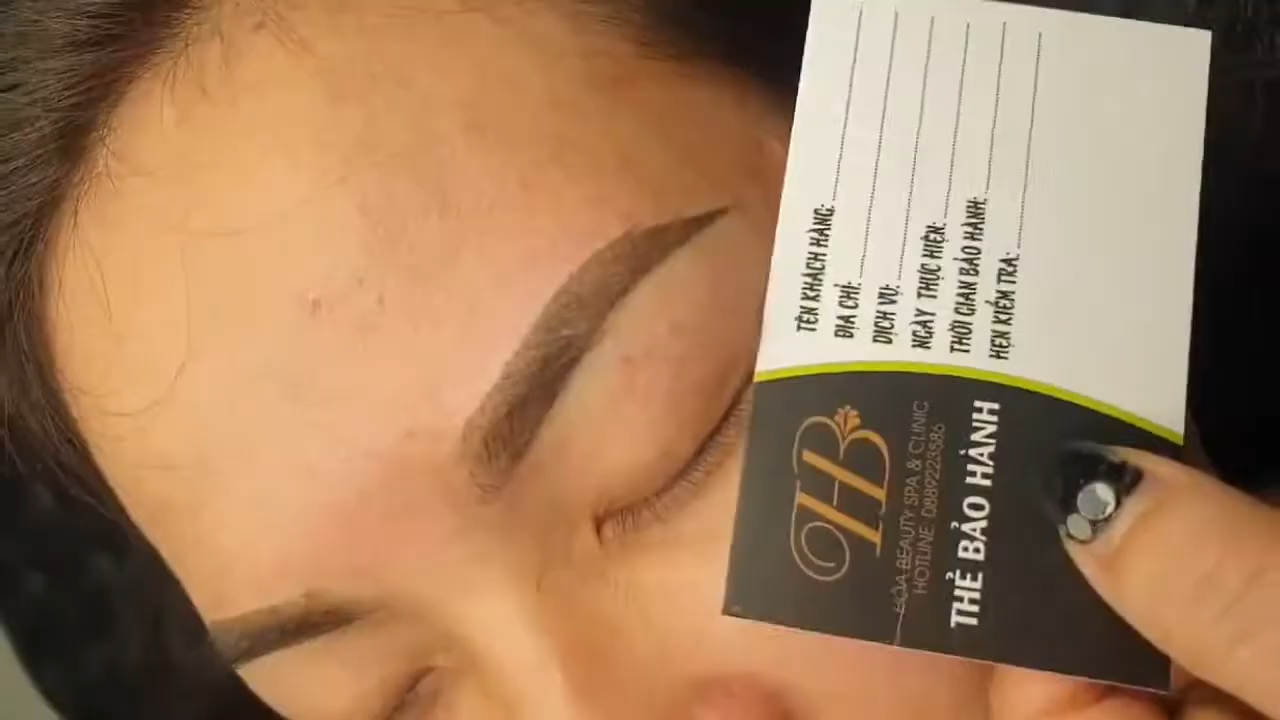 HB
HÒA BEAUTY SPA & CLINIC
HOTLINE: 0889223586
THẺ BẢO HÀNH
TÊN KHÁCH HÀNG:
ĐỊA CHỈ:
DỊCH VỤ:
NGÀY THỰC HIỆN:
THỜI GIAN BẢO HÀNH:
HẸN KIỂM TRA: